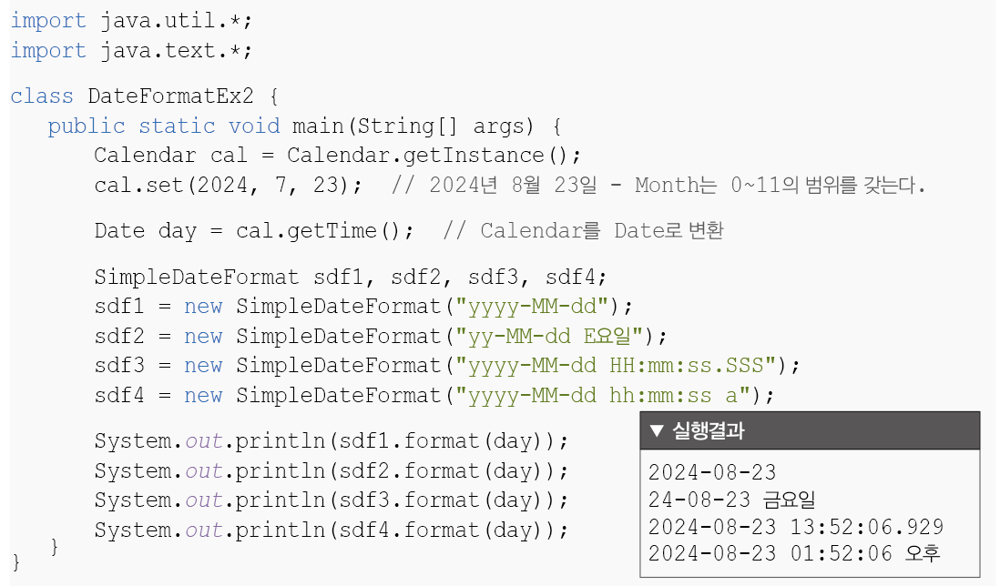 import java.util.*;
import java.text.*;
class DateFormatEx2 {
public static void main(String[] args) {
Calendar cal = Calendar.getInstance();
cal.set(2024, 7, 23);  // 2024년 8월 23일 - Month는 0~11의 범위를 갖는다.
Date day = cal.getTime();  // Calendar를 Date로 변환
SimpleDateFormat sdf1, sdf2, sdf3, sdf4;
sdf1 = new SimpleDateFormat("yyyy-MM-dd");
sdf2 = new SimpleDateFormat("yy-MM-dd E요일");
sdf3 = new SimpleDateFormat("yyyy-MM-dd HH:mm:ss.SSS");
sdf4 = new SimpleDateFormat("yyyy-MM-dd hh:mm:ss a");
System.out.println(sdf1.format(day));
System.out.println(sdf2.format(day));
System.out.println(sdf3.format(day));
System.out.println(sdf4.format(day));
}
}
▼ 실행결과
2024-08-23
24-08-23 금요일
2024-08-23 13:52:06.929
2024-08-23 01:52:06 오후